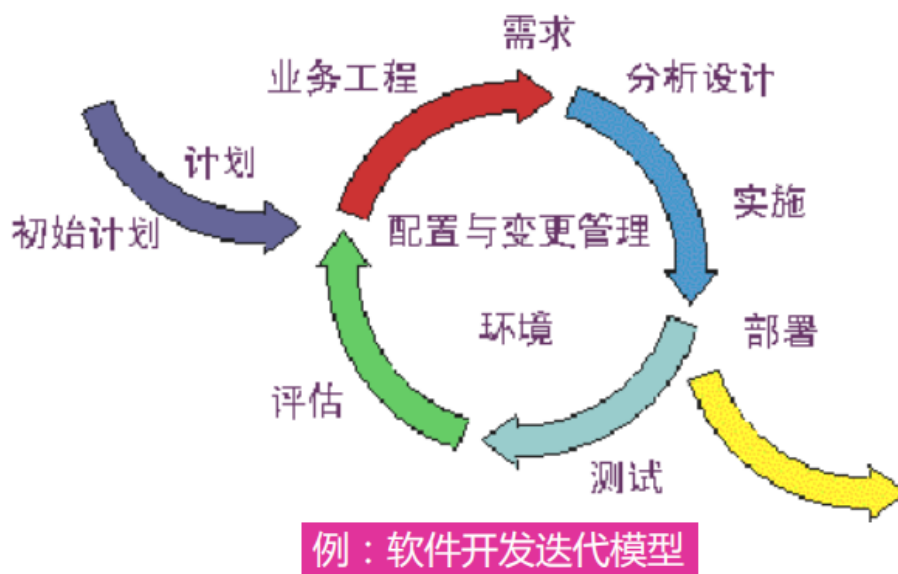 需求
业务工程
分析设计
计划
初始计划
实施
配置与变更管理
环境
部署
评估
测试
例：软件开发迭代模型